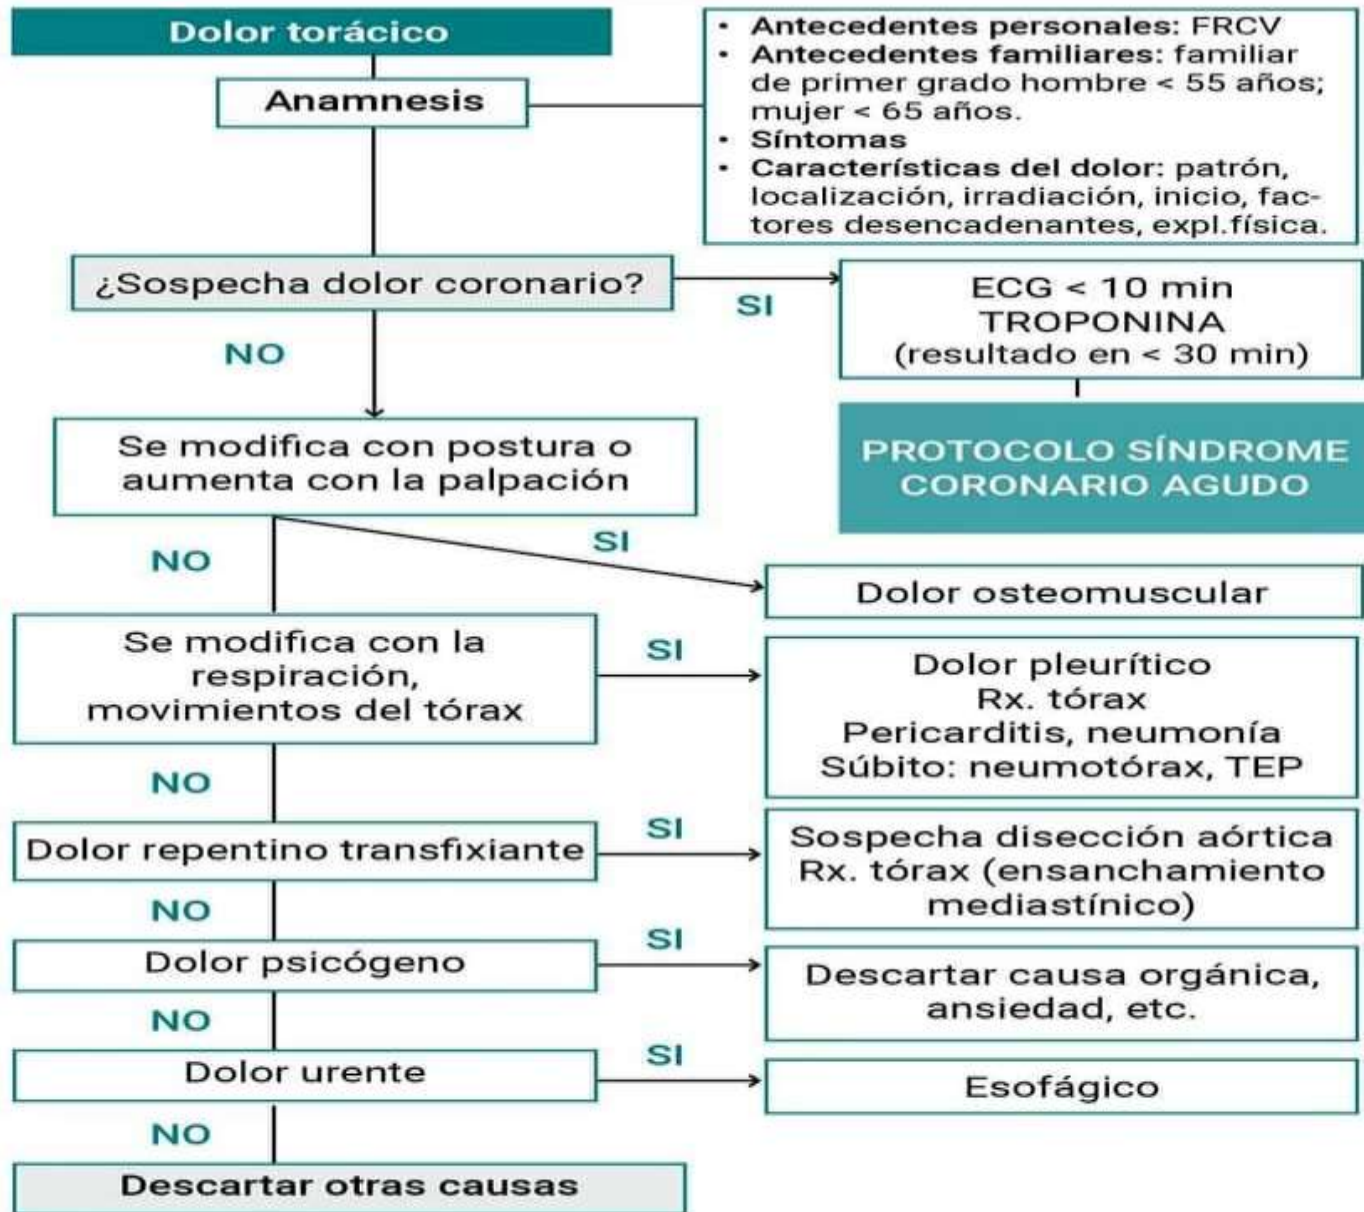 Dolor torácico
Anamnesis
• Antecedentes personales: FRCV
• Antecedentes familiares: familiar
de primer grado hombre < 55 años;
mujer < 65 años.
• Síntomas
• Características del dolor: patrón,
localización, irradiación, inicio, fac-
tores desencadenantes, expl.física.
¿Sospecha dolor coronario?
SI
ECG < 10 min
TROPONINA
(resultado en < 30 min)
PROTOCOLO SÍNDROME
CORONARIO AGUDO
NO
Se modifica con postura o
aumenta con la palpación
SI
Dolor osteomuscular
NO
Se modifica con la
respiración,
movimientos del tórax
SI
Dolor pleurítico
Rx. tórax
Pericarditis, neumonía
Súbito: neumotórax, TEP
NO
Dolor repentino transfixiante
SI
Sospecha disección aórtica
Rx. tórax (ensanchamiento
mediastínico)
NO
Dolor psicógeno
SI
Descartar causa orgánica,
ansiedad, etc.
NO
Dolor urente
SI
Esofágico
NO
Descartar otras causas